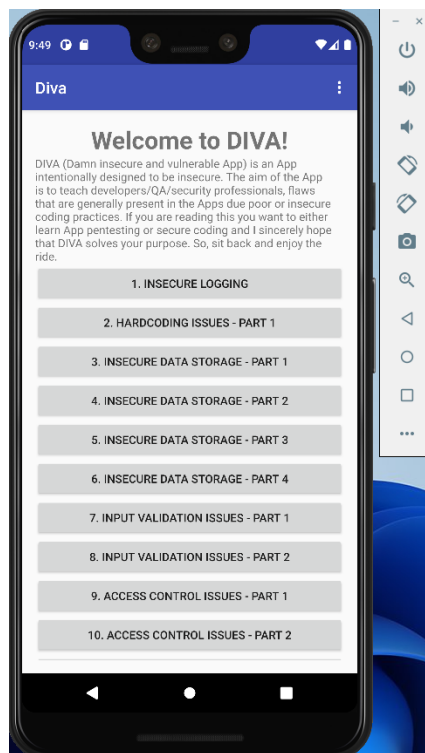 9:49
Diva
Welcome to DIVA!
DIVA (Damn insecure and vulnerable App) is an App
intentionally designed to be insecure. The aim of the App
is to teach developers/QA/security professionals, flaws
that are generally present in the Apps due poor or insecure
coding practices. If you are reading this you want to either
learn App pentesting or secure coding and I sincerely hope
that DIVA solves your purpose. So, sit back and enjoy the
ride.
1. INSECURE LOGGING
2. HARDCODING ISSUES - PART 1
3. INSECURE DATA STORAGE - PART 1
4. INSECURE DATA STORAGE - PART 2
5. INSECURE DATA STORAGE - PART 3
6. INSECURE DATA STORAGE - PART 4
7. INPUT VALIDATION ISSUES - PART 1
8. INPUT VALIDATION ISSUES - PART 2
9. ACCESS CONTROL ISSUES - PART 1
10. ACCESS CONTROL ISSUES - PART 2